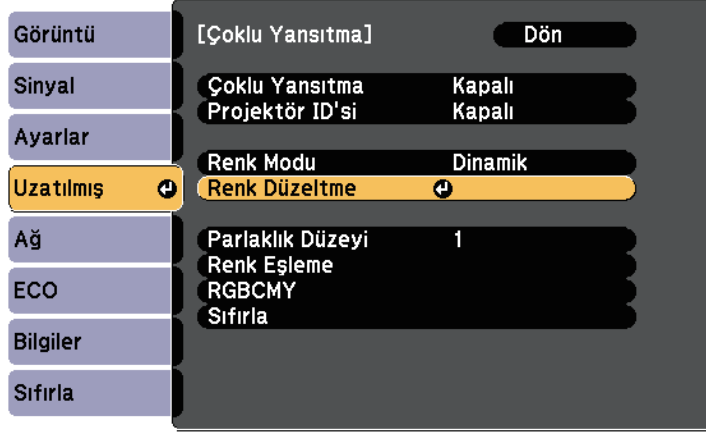 Görüntü
Sinyal
Ayarlar
Uzatılmış
Ağ
ECO
Bilgiler
Sıfırla
[Çoklu Yansıtma] Dön
Çoklu Yansıtma Kapalı
Projektör ID'si Kapalı
Renk Modu Dinamik
Renk Düzeltme
Parlaklık Düzeyi 1
Renk Eşleme
RGBCMY
Sıfırla